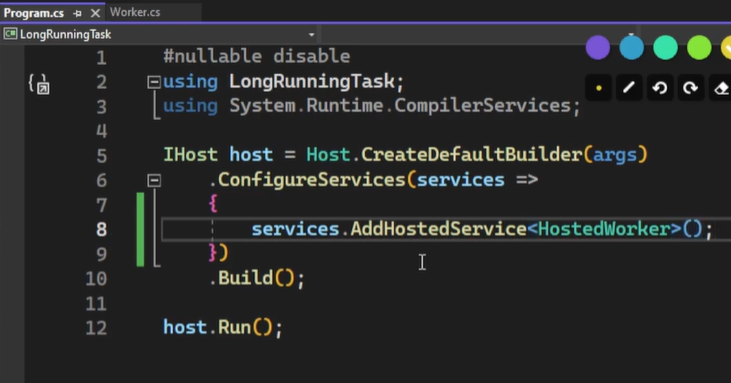 Program.cs Worker.cs
LongRunningTask
1 #nullable disable
2 using LongRunningTask;
3 using System.Runtime.CompilerServices;
4
5 IHost host = Host.CreateDefaultBuilder(args)
6 .ConfigureServices(services =>
7 {
8 services.AddHostedService<HostedWorker>();
9 })
10 .Build();
11
12 host.Run();